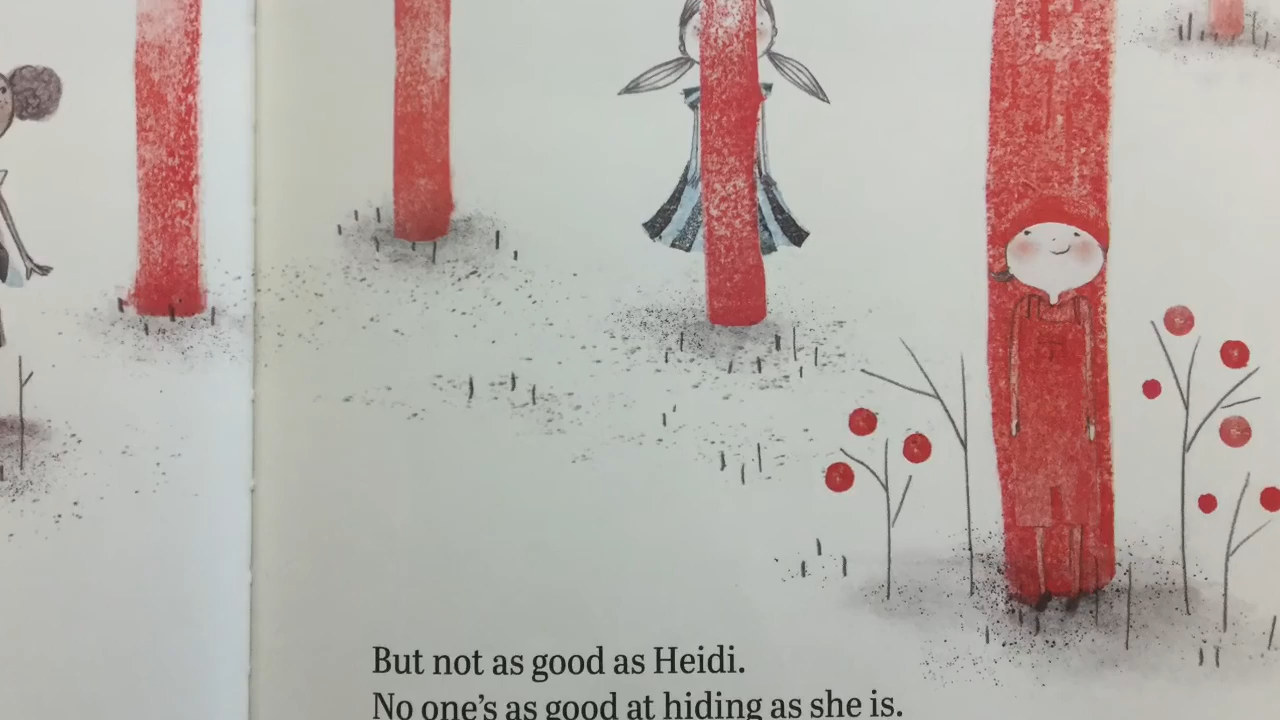 But not as good as Heidi.
No one's as good at hiding as she is.